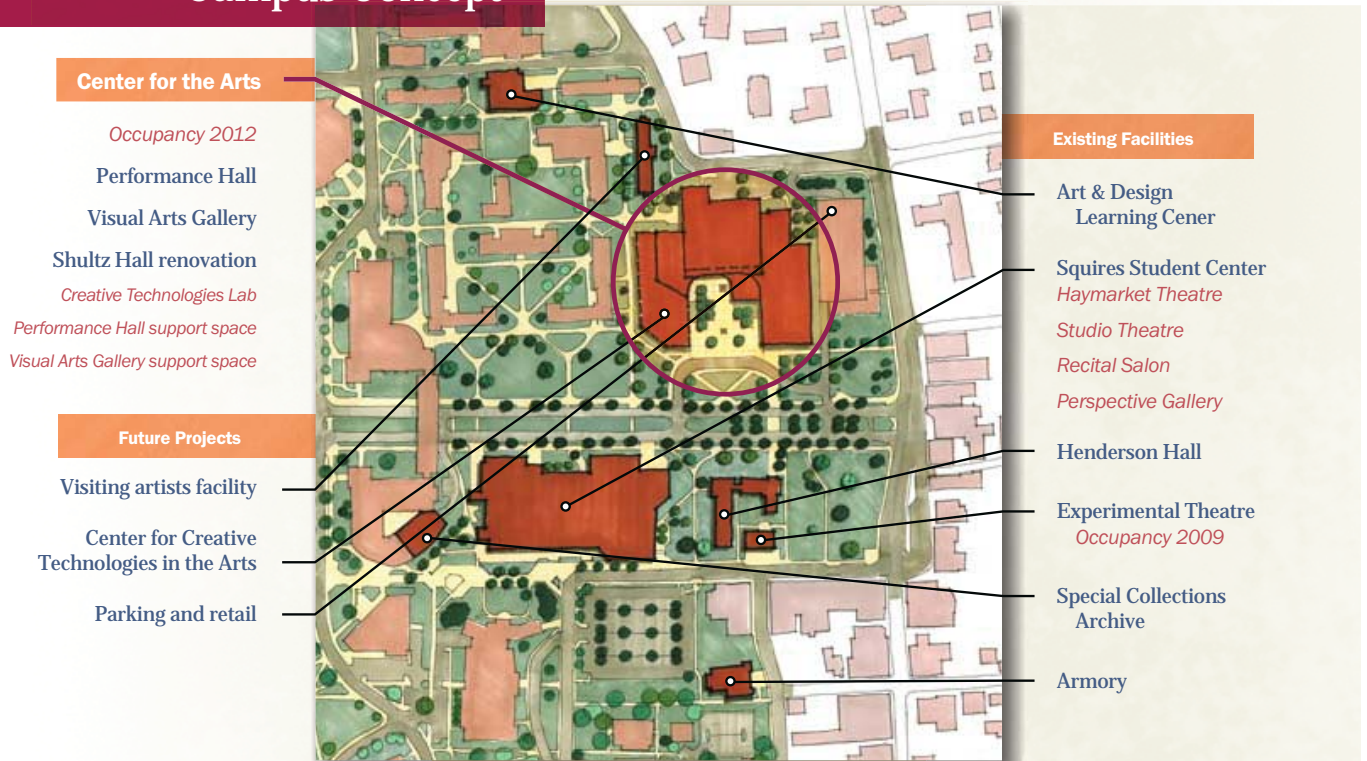 Campus Concept
Center for the Arts
Occupancy 2012
Performance Hall
Visual Arts Gallery
Shultz Hall renovation
Creative Technologies Lab
Performance Hall support space
Visual Arts Gallery support space
Future Projects
Visiting artists facility
Center for Creative
Technologies in the Arts
Parking and retail
Existing Facilities
Art & Design
Learning Cener
Squires Student Center
Haymarket Theatre
Studio Theatre
Recital Salon
Perspective Gallery
Henderson Hall
Experimental Theatre
Occupancy 2009
Special Collections
Archive
Armory